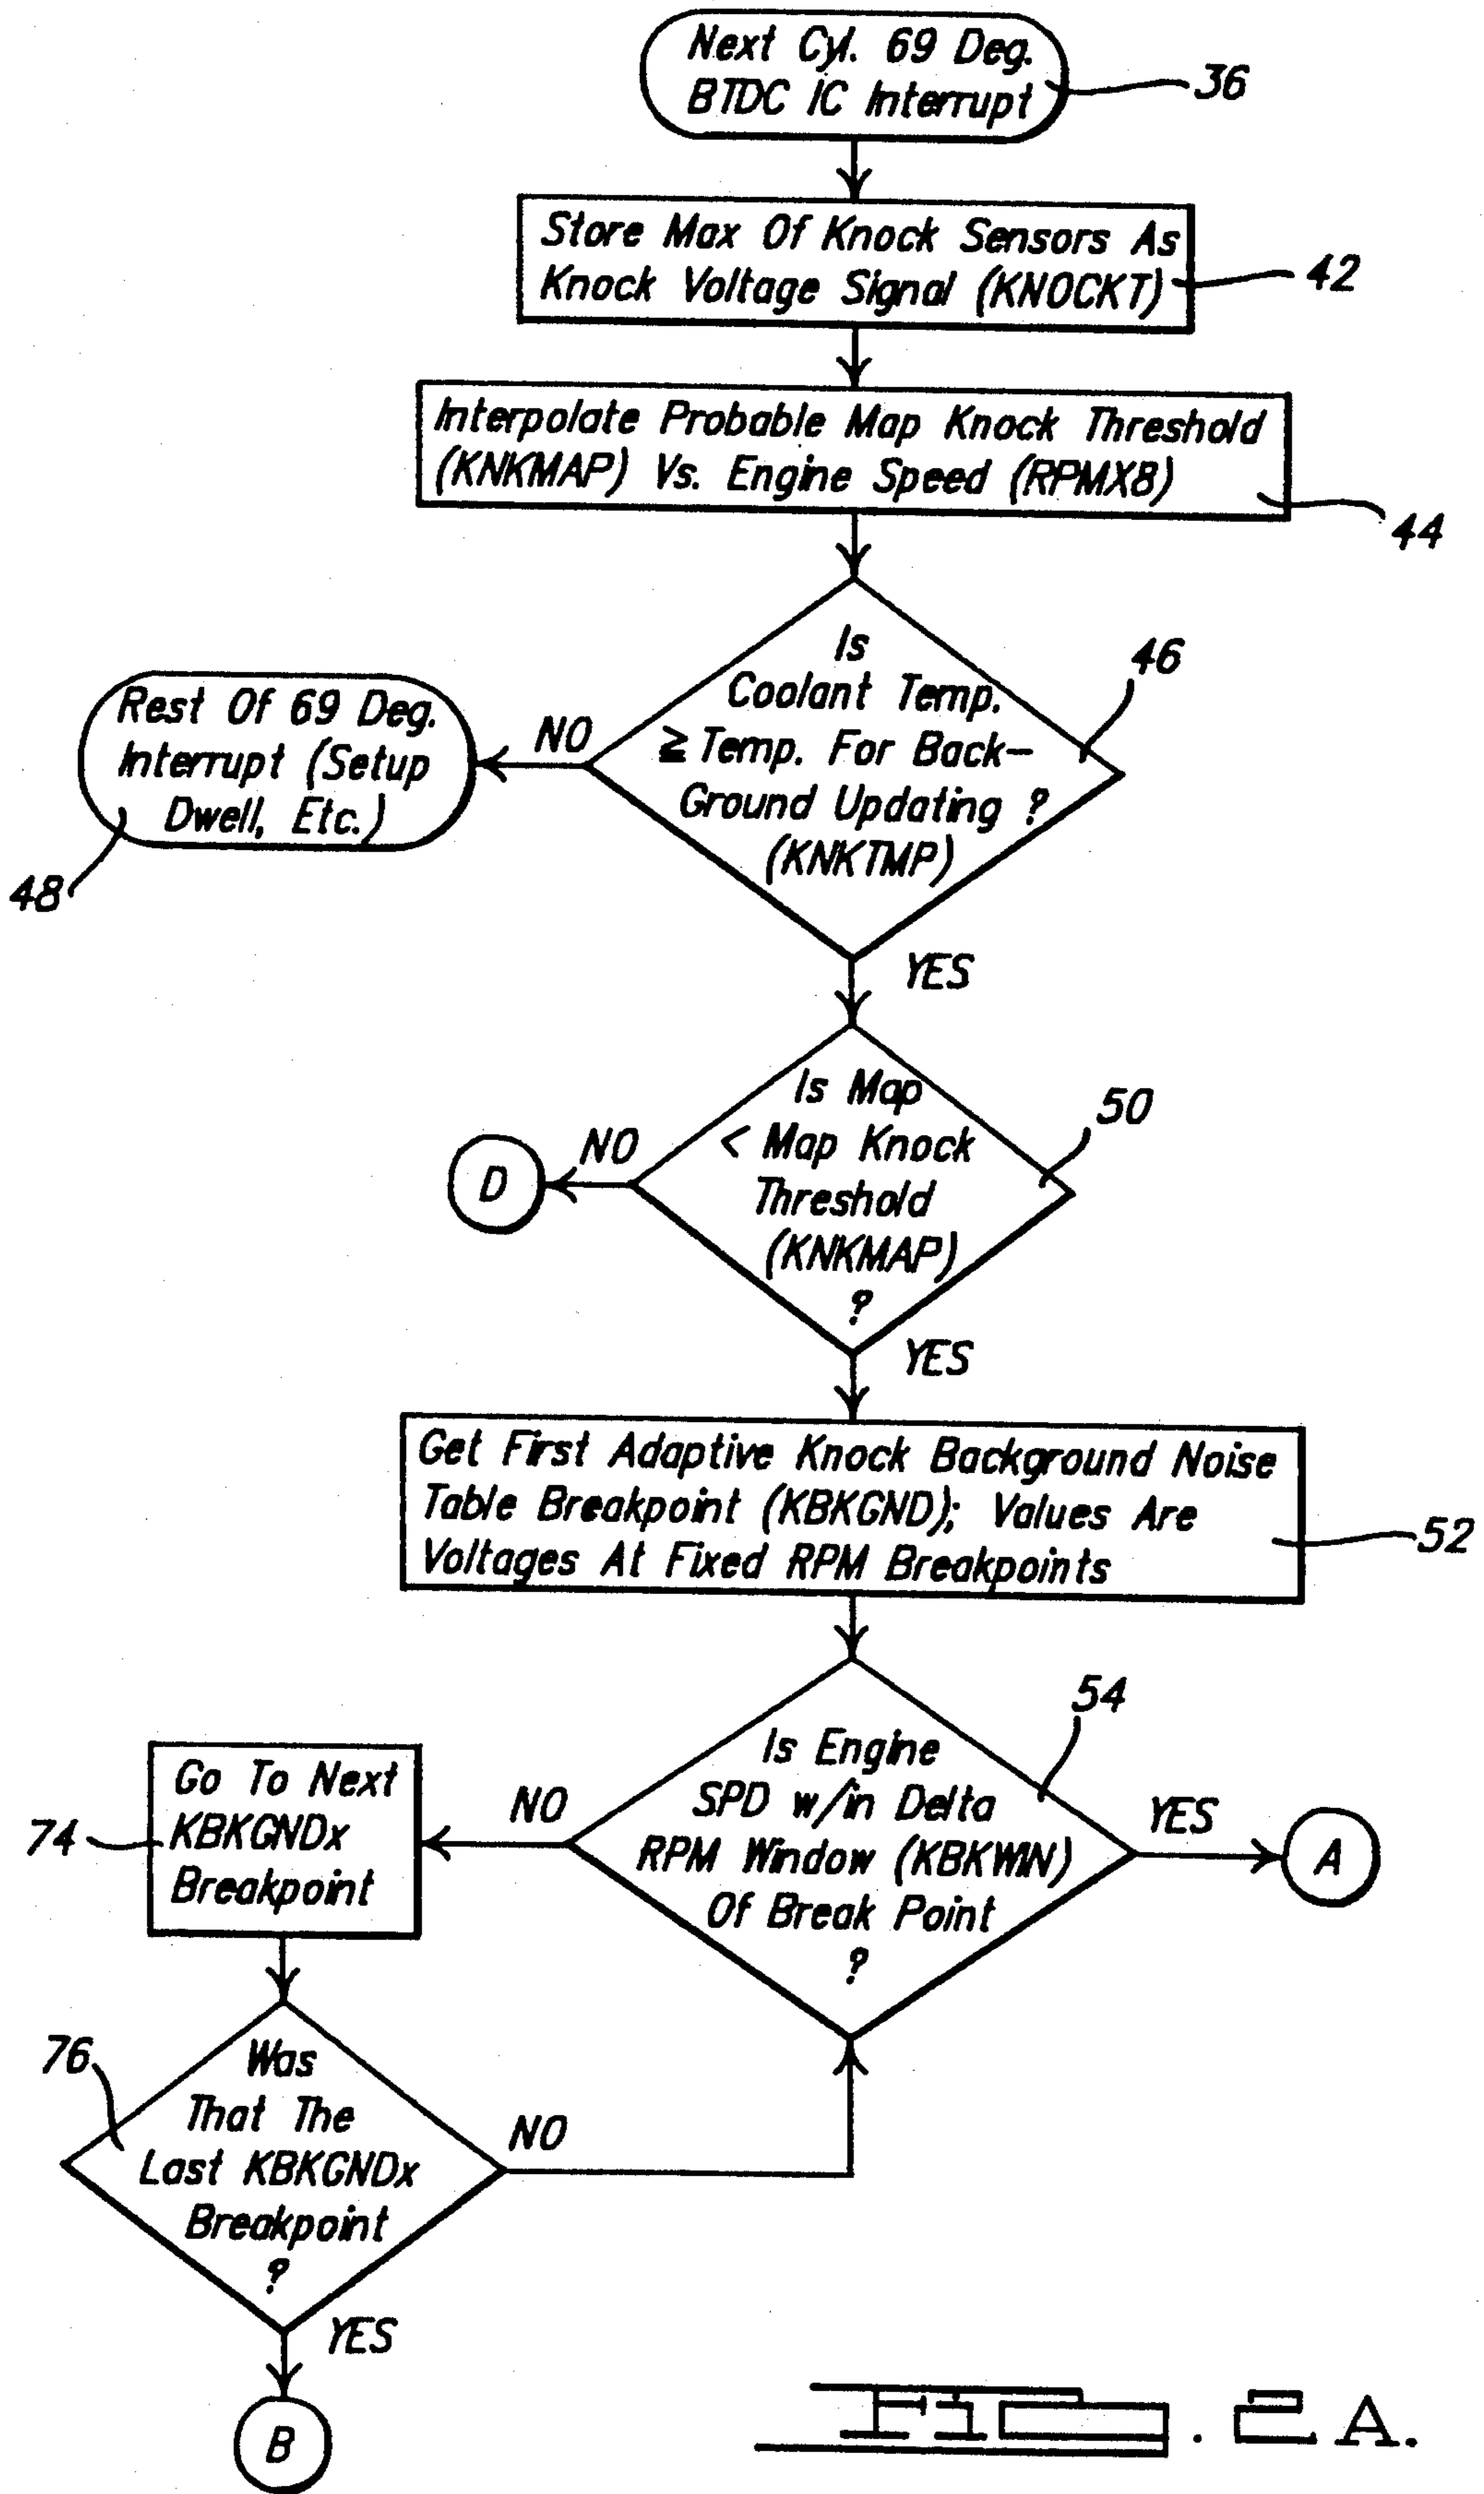 Next Cyl. 69 Deg.
BTDC IC Interrupt
36
Store Max Of Knock Sensors As
Knock Voltage Signal (KNOCKT)
42
Interpolate Probable Map Knock Threshold
(KNKMAP) Vs. Engine Speed (RPMX8)
44
Is
Coolant Temp.
≧ Temp. For Back–
Ground Updating ?
(KNKTMP)
46
NO
Rest Of 69 Deg.
Interrupt (Setup
Dwell, Etc.)
48
YES
Is Map
< Map Knock
Threshold
(KNKMAP)
?
50
NO
D
YES
Get First Adaptive Knock Background Noise
Table Breakpoint (KBKGND); Values Are
Voltages At Fixed RPM Breakpoints
52
Is Engine
SPD w/in Delta
RPM Window (KBKWIN)
Of Break Point
?
54
YES
A
NO
Go To Next
KBKGNDx
Breakpoint
74
Was
That The
Last KBKGNDx
Breakpoint
?
76
NO
YES
B
FIG. 2A.